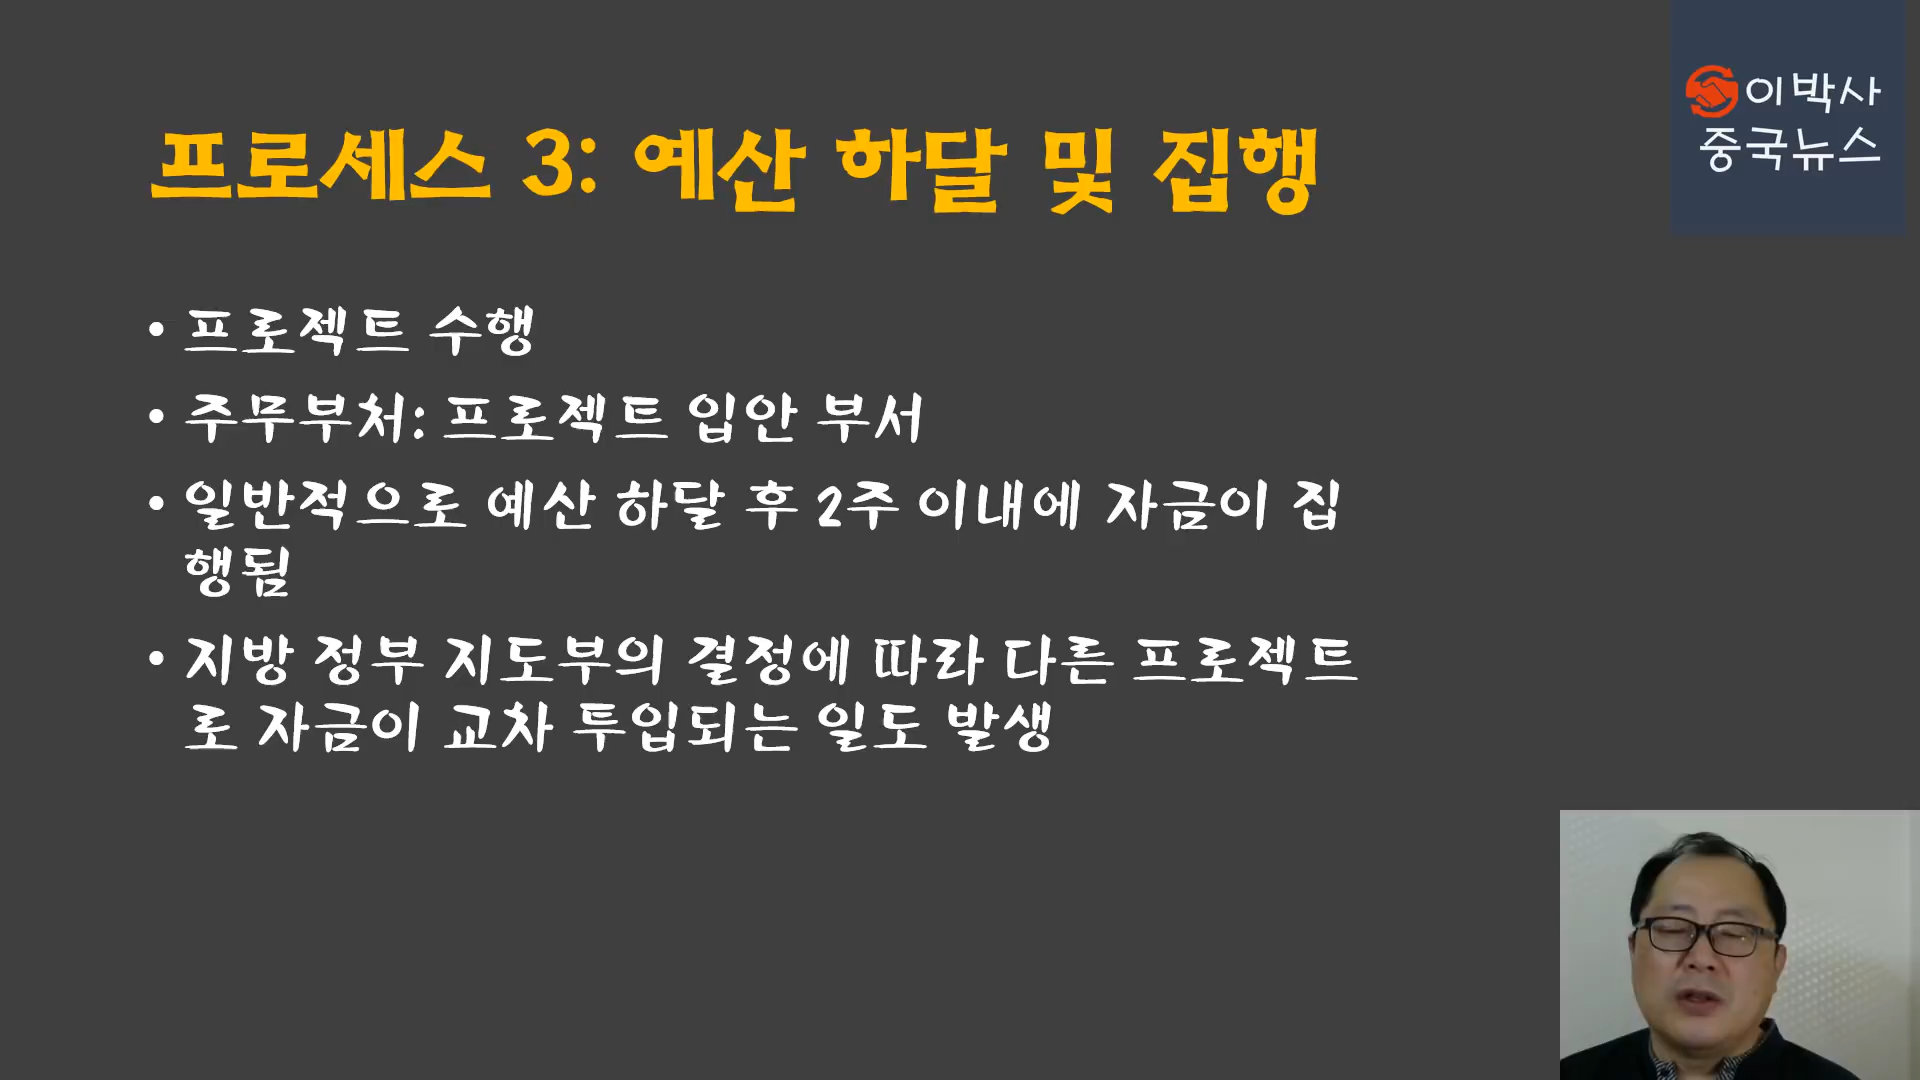 이박사
중국뉴스
프로세스 3: 예산 하달 및 집행
• 프로젝트 수행
• 주무부처: 프로젝트 입안 부서
• 일반적으로 예산 하달 후 2주 이내에 자금이 집
행됨
• 지방 정부 지도부의 결정에 따라 다른 프로젝트
로 자금이 교차 투입되는 일도 발생